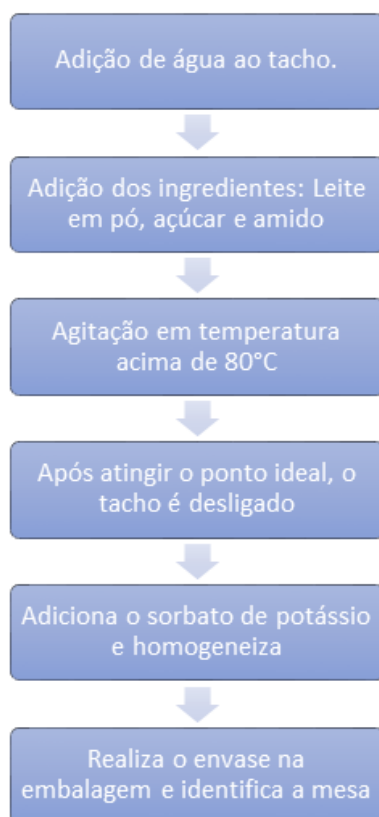 Adição de água ao tacho.
Adição dos ingredientes: Leite
em pó, açúcar e amido
Agitação em temperatura
acima de 80°C
Após atingir o ponto ideal, o
tacho é desligado
Adiciona o sorbato de potássio
e homogeneiza
Realiza o envase na
embalagem e identifica a mesa